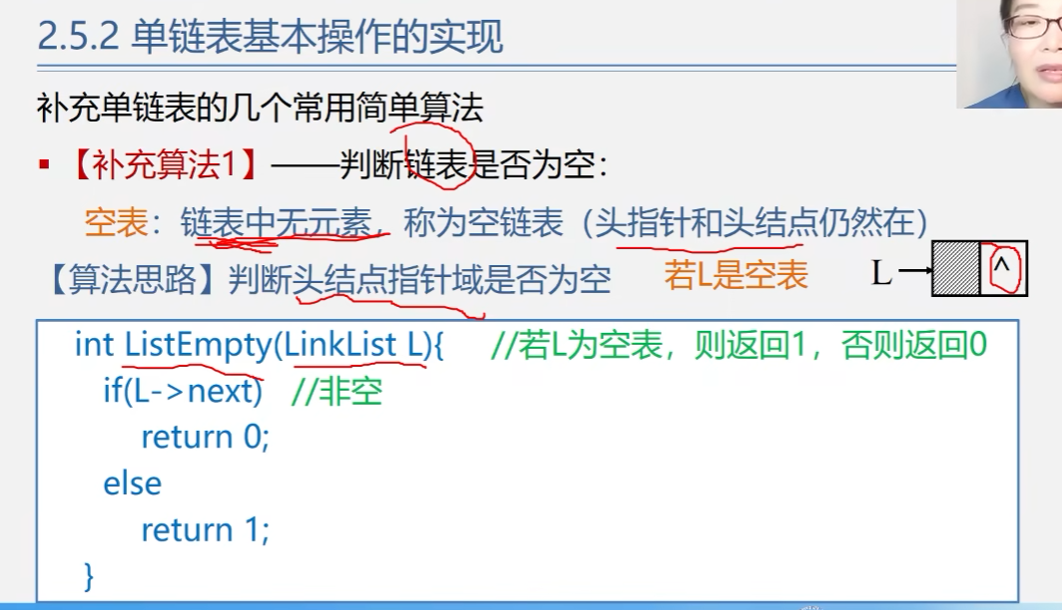 2.5.2 单链表基本操作的实现
补充单链表的几个常用简单算法
▪ 【补充算法1】——判断链表是否为空：
空表：链表中无元素，称为空链表（头指针和头结点仍然在）
【算法思路】判断头结点指针域是否为空 若L是空表 L ^
int ListEmpty(LinkList L){ //若L为空表，则返回1，否则返回0
if(L->next) //非空
return 0;
else
return 1;
}